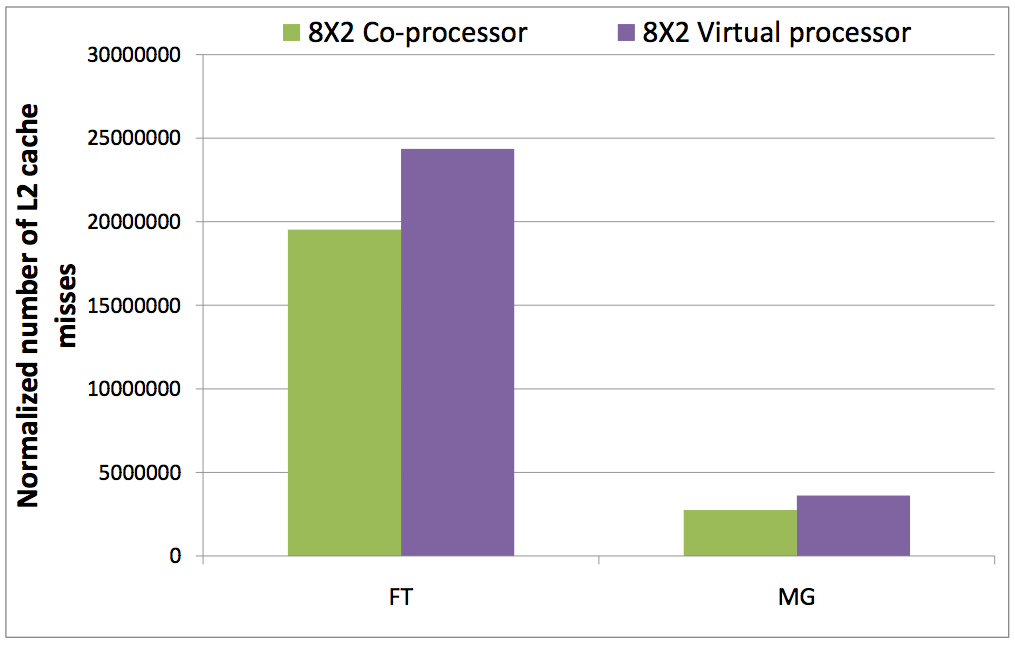 8X2 Co-processor
8X2 Virtual processor
30000000
25000000
20000000
15000000
10000000
5000000
0
Normalized number of L2 cache
misses
FT
MG